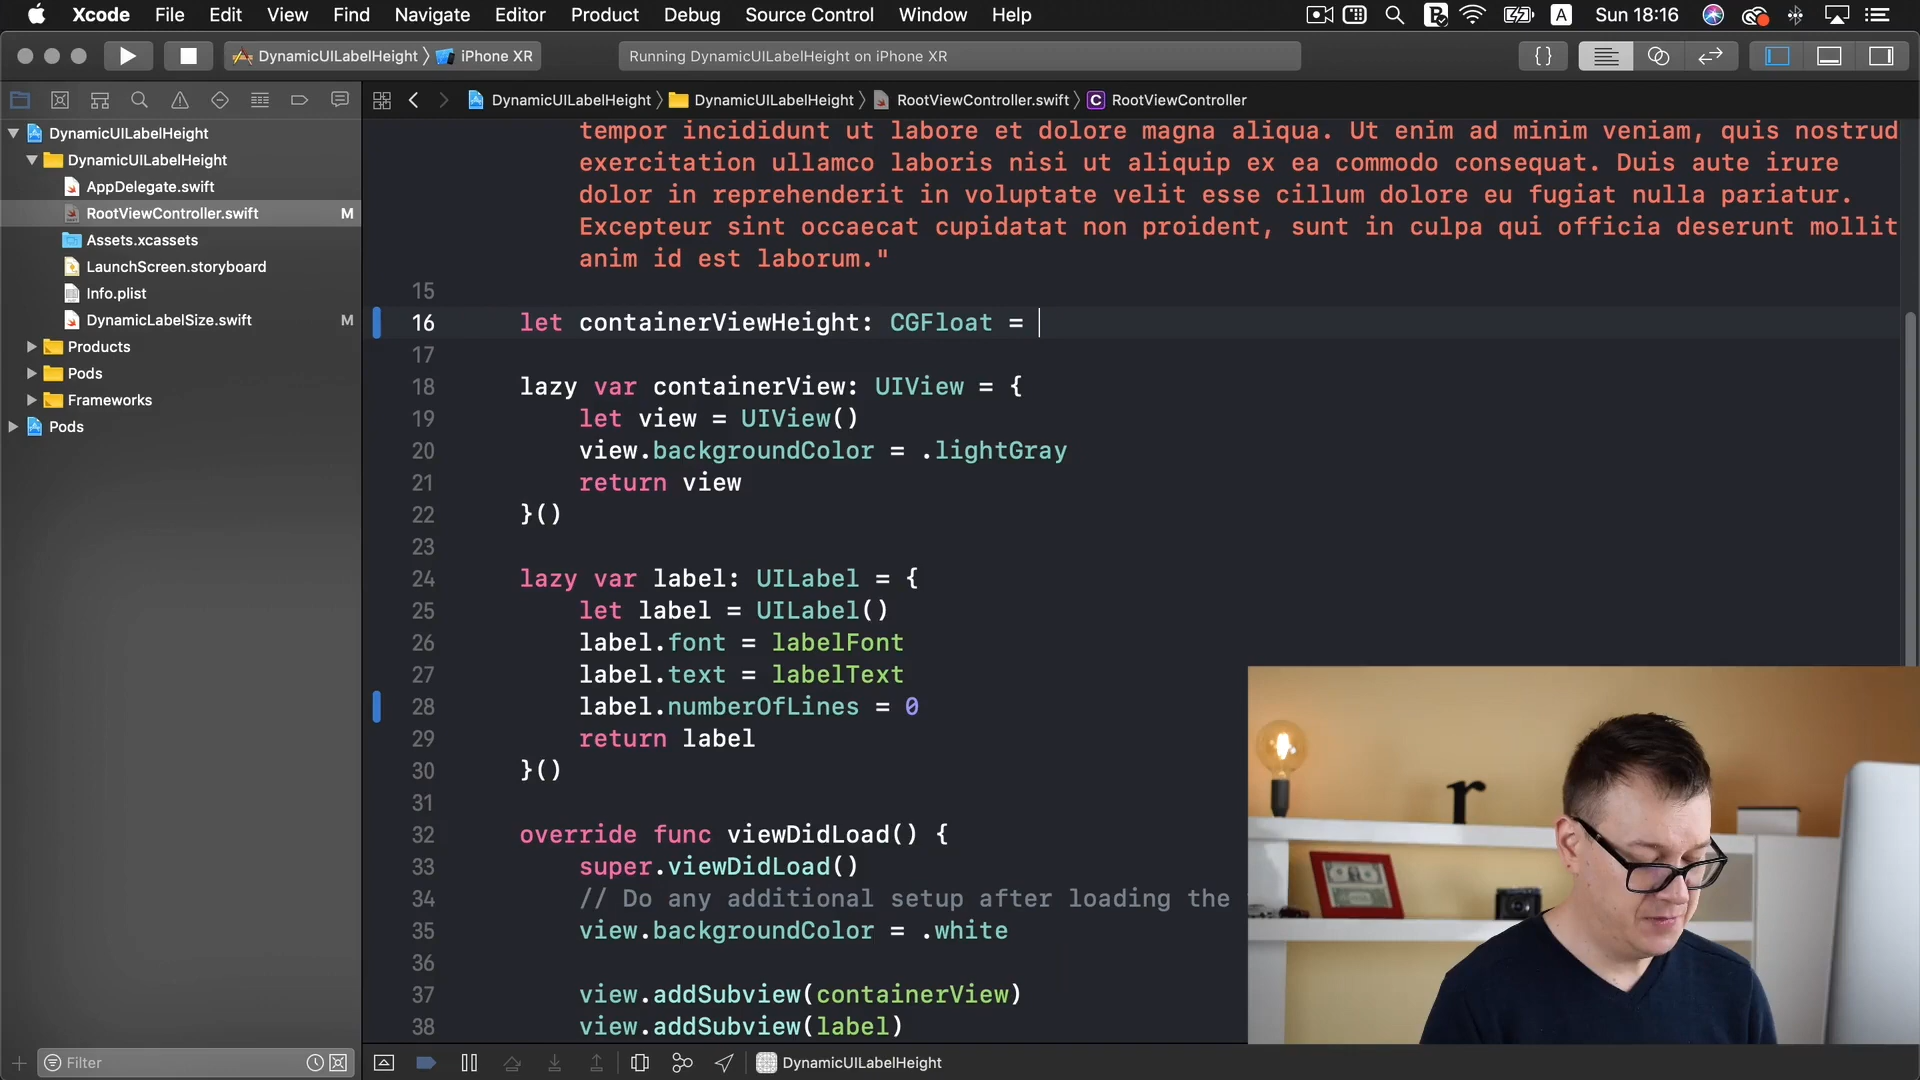 Xcode File Edit View Find Navigate Editor Product Debug Source Control Window Help A Sun 18:16
DynamicUILabelHeight iPhone XR Running DynamicUILabelHeight on iPhone XR {}
DynamicUILabelHeight DynamicUILabelHeight RootViewController.swift C RootViewController
DynamicUILabelHeight
DynamicUILabelHeight
AppDelegate.swift
RootViewController.swift M
Assets.xcassets
LaunchScreen.storyboard
Info.plist
DynamicLabelSize.swift M
Products
Pods
Frameworks
Pods
tempor incididunt ut labore et dolore magna aliqua. Ut enim ad minim veniam, quis nostrud
exercitation ullamco laboris nisi ut aliquip ex ea commodo consequat. Duis aute irure
dolor in reprehenderit in voluptate velit esse cillum dolore eu fugiat nulla pariatur.
Excepteur sint occaecat cupidatat non proident, sunt in culpa qui officia deserunt mollit
anim id est laborum."
15
16 let containerViewHeight: CGFloat =
17
18 lazy var containerView: UIView = {
19 let view = UIView()
20 view.backgroundColor = .lightGray
21 return view
22 }()
23
24 lazy var label: UILabel = {
25 let label = UILabel()
26 label.font = labelFont
27 label.text = labelText
28 label.numberOfLines = 0
29 return label
30 }()
31
32 override func viewDidLoad() {
33 super.viewDidLoad()
34 // Do any additional setup after loading the
35 view.backgroundColor = .white
36
37 view.addSubview(containerView)
38 view.addSubview(label)
r
Filter DynamicUILabelHeight